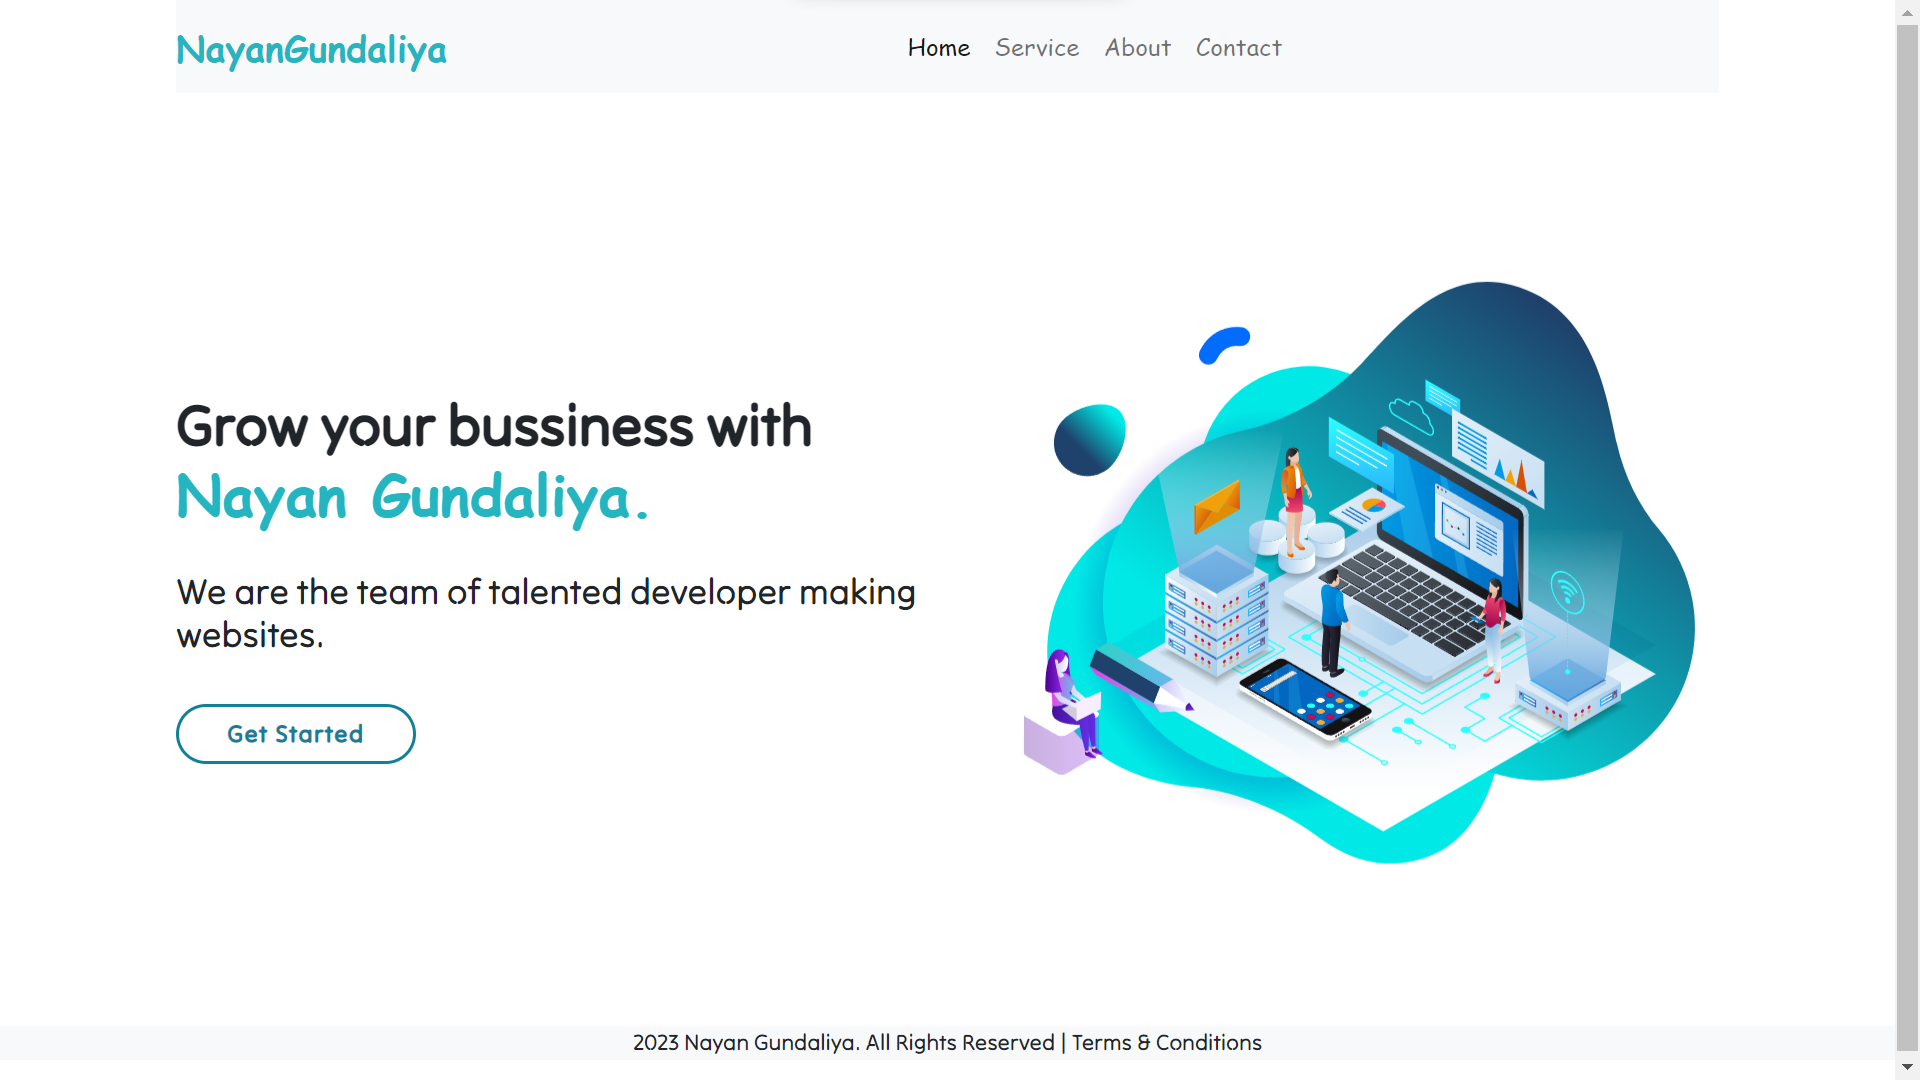 NayanGundaliya
Home Service About Contact
Grow your bussiness with
Nayan Gundaliya.
We are the team of talented developer making
websites.
Get Started
2023 Nayan Gundaliya. All Rights Reserved | Terms & Conditions